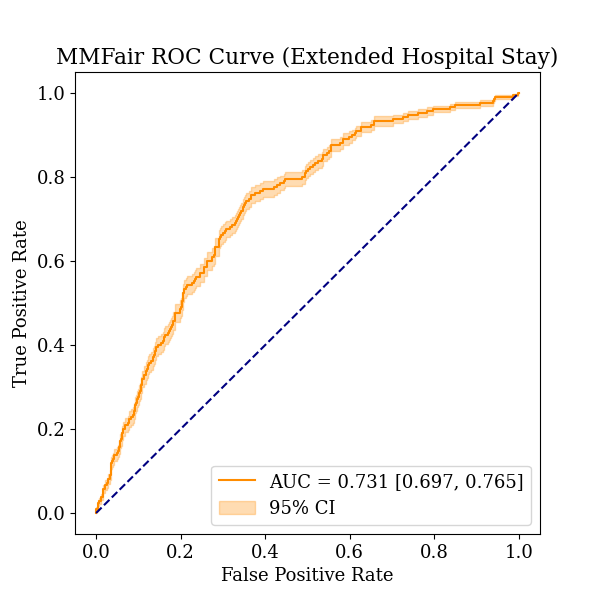 MMFair ROC Curve (Extended Hospital Stay)
True Positive Rate
1.0
0.8
0.6
0.4
0.2
0.0
AUC = 0.731 [0.697, 0.765]
95% CI
0.0 0.2 0.4 0.6 0.8 1.0
False Positive Rate